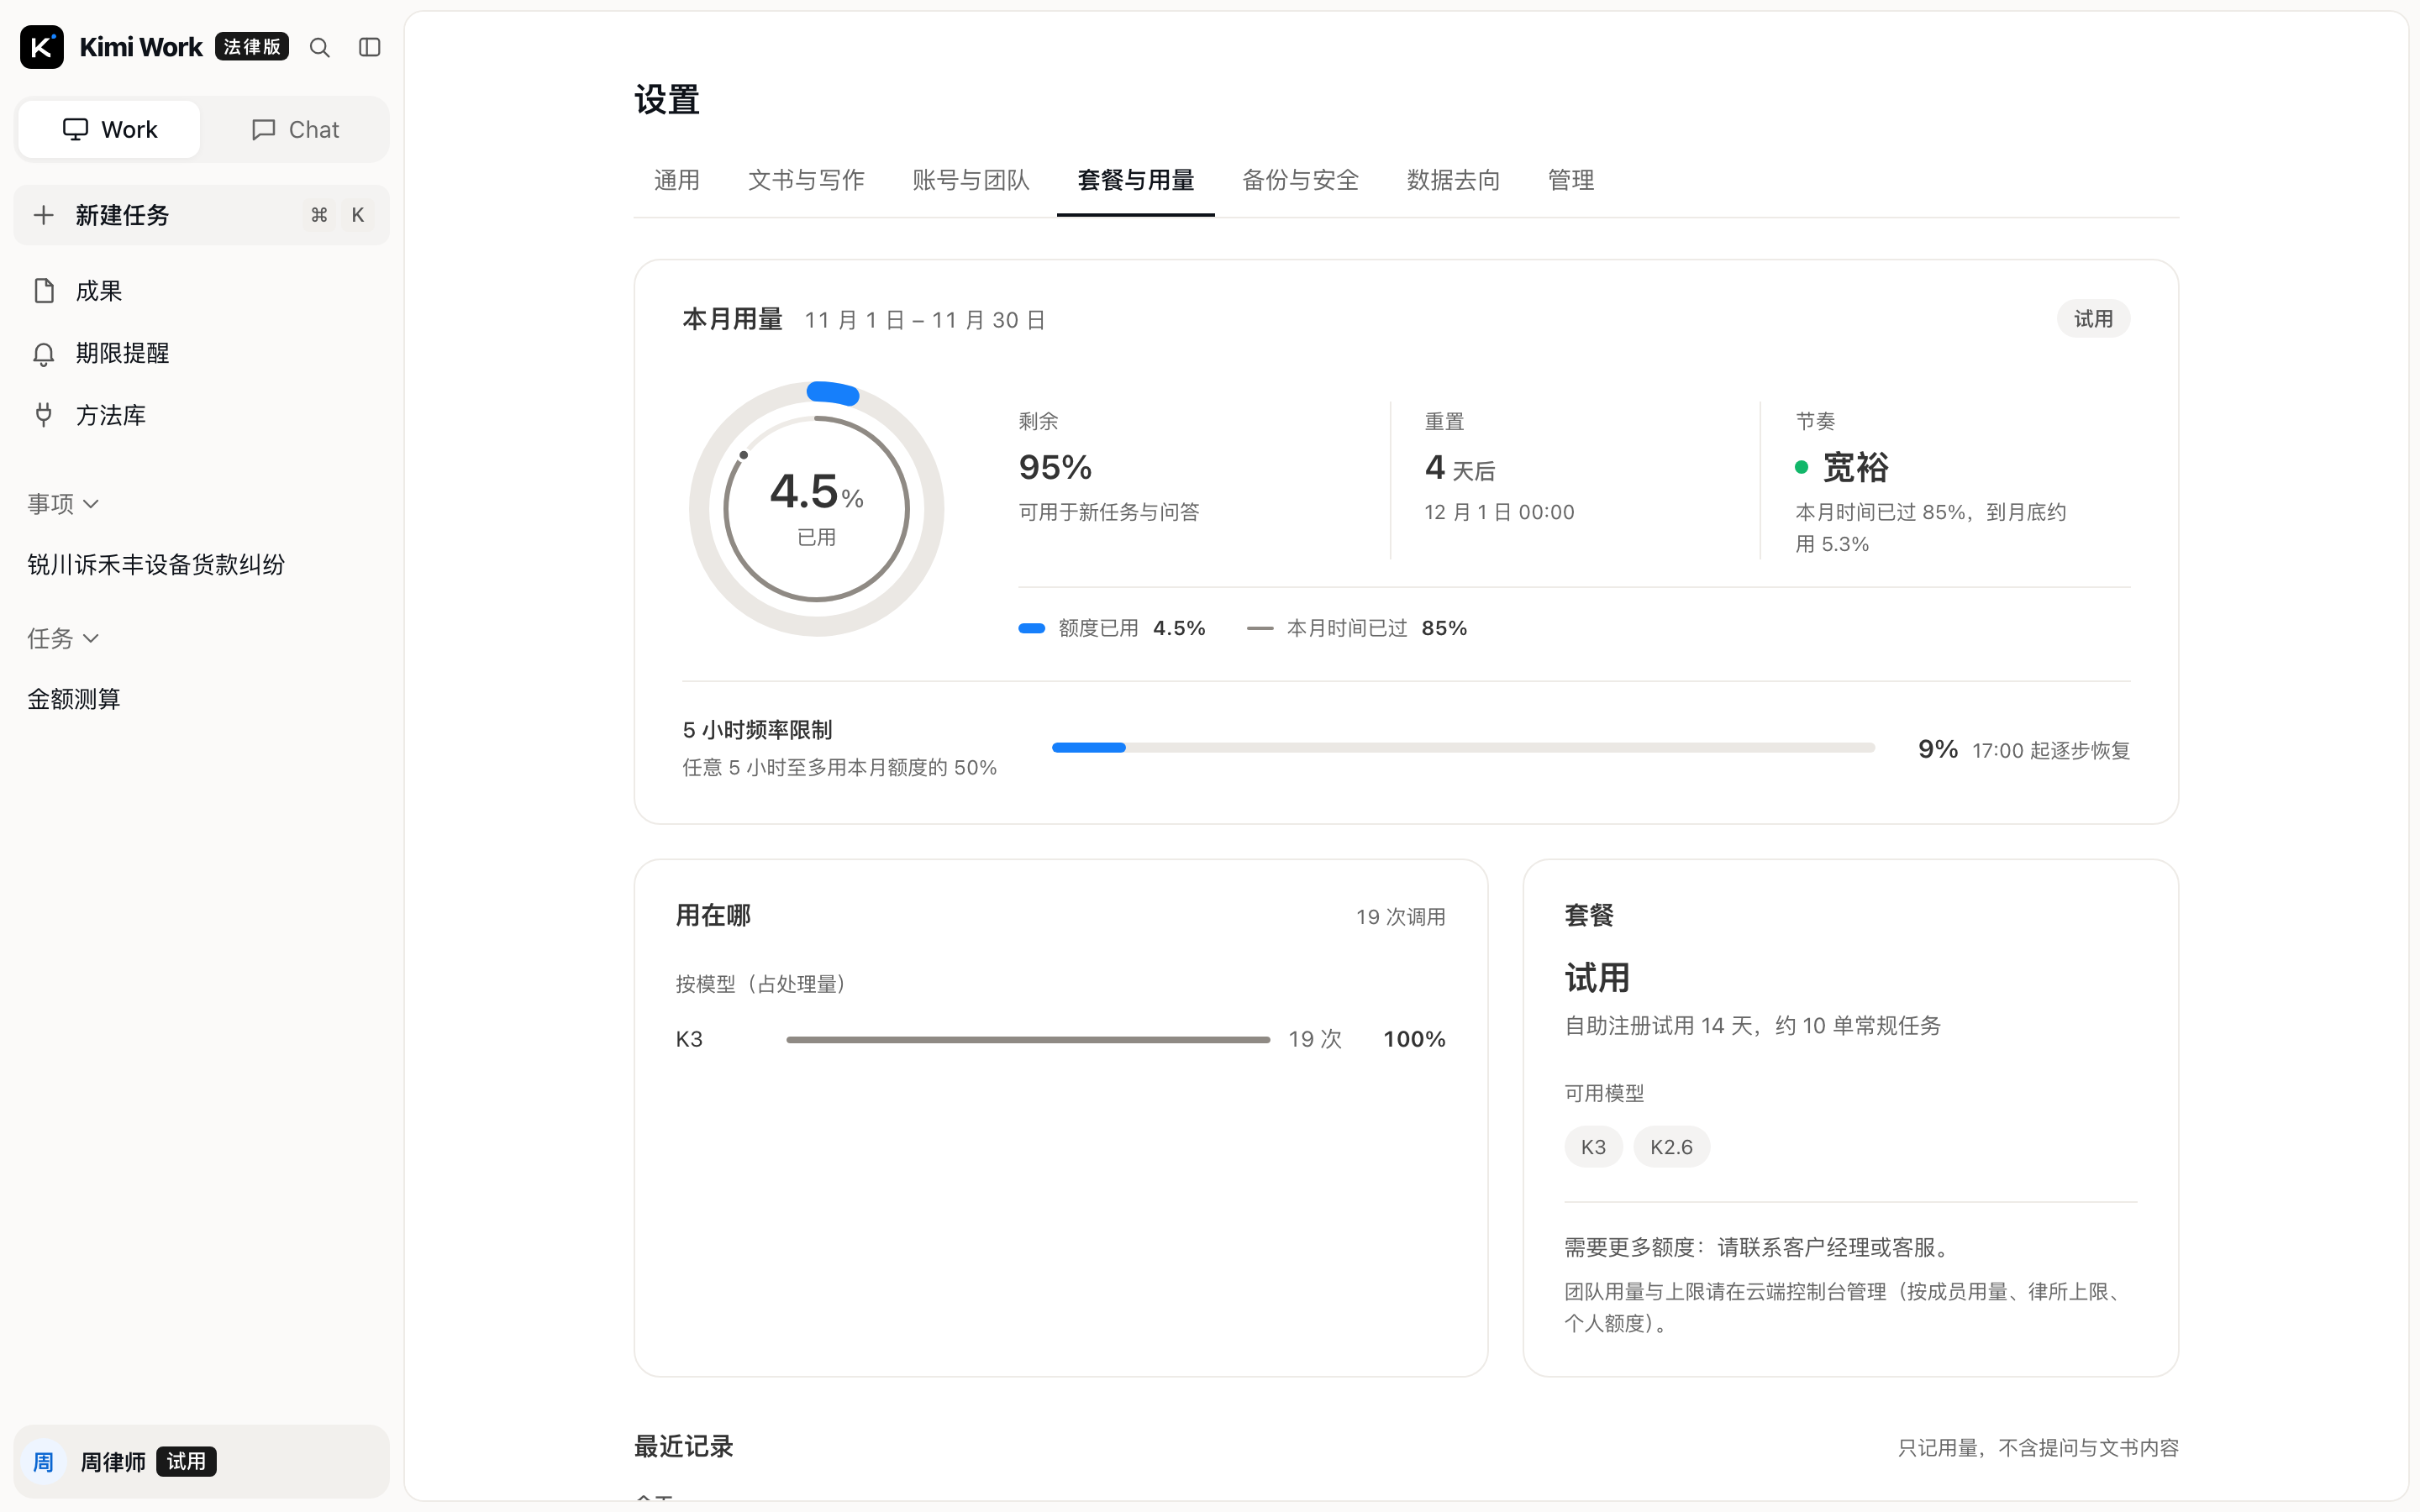 Kimi Work 法律版
Work
Chat
新建任务 ⌘ K
成果
期限提醒
方法库
事项
锐川诉禾丰设备货款纠纷
任务
金额测算
周 周律师 试用
设置
通用 文书与写作 账号与团队 套餐与用量 备份与安全 数据去向 管理
本月用量 11 月 1 日 – 11 月 30 日
试用
4.5%
已用
剩余
95%
可用于新任务与问答
重置
4 天后
12 月 1 日 00:00
节奏
宽裕
本月时间已过 85%，到月底约
用 5.3%
额度已用 4.5% 本月时间已过 85%
5 小时频率限制
任意 5 小时至多用本月额度的 50%
9% 17:00 起逐步恢复
用在哪
19 次调用
按模型（占处理量）
K3 19 次 100%
套餐
试用
自助注册试用 14 天，约 10 单常规任务
可用模型
K3 K2.6
需要更多额度：请联系客户经理或客服。
团队用量与上限请在云端控制台管理（按成员用量、律所上限、
个人额度）。
最近记录
只记用量，不含提问与文书内容